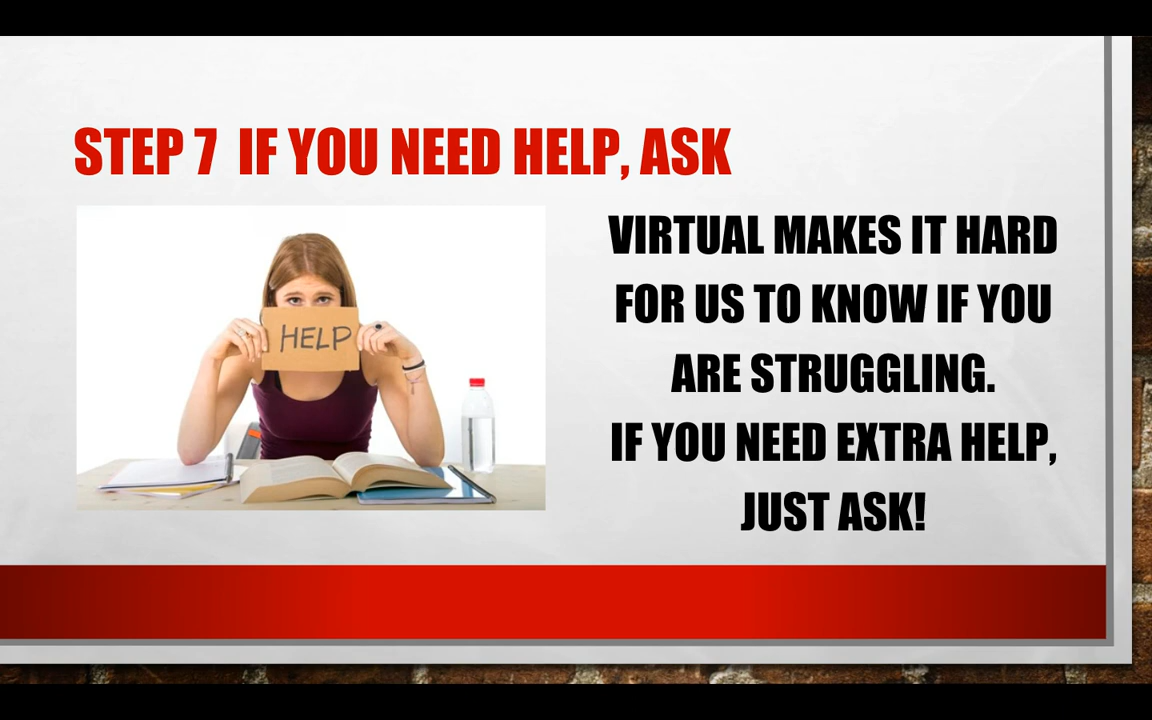 STEP 7  IF YOU NEED HELP, ASK
HELP
VIRTUAL MAKES IT HARD
FOR US TO KNOW IF YOU
ARE STRUGGLING.
IF YOU NEED EXTRA HELP,
JUST ASK!